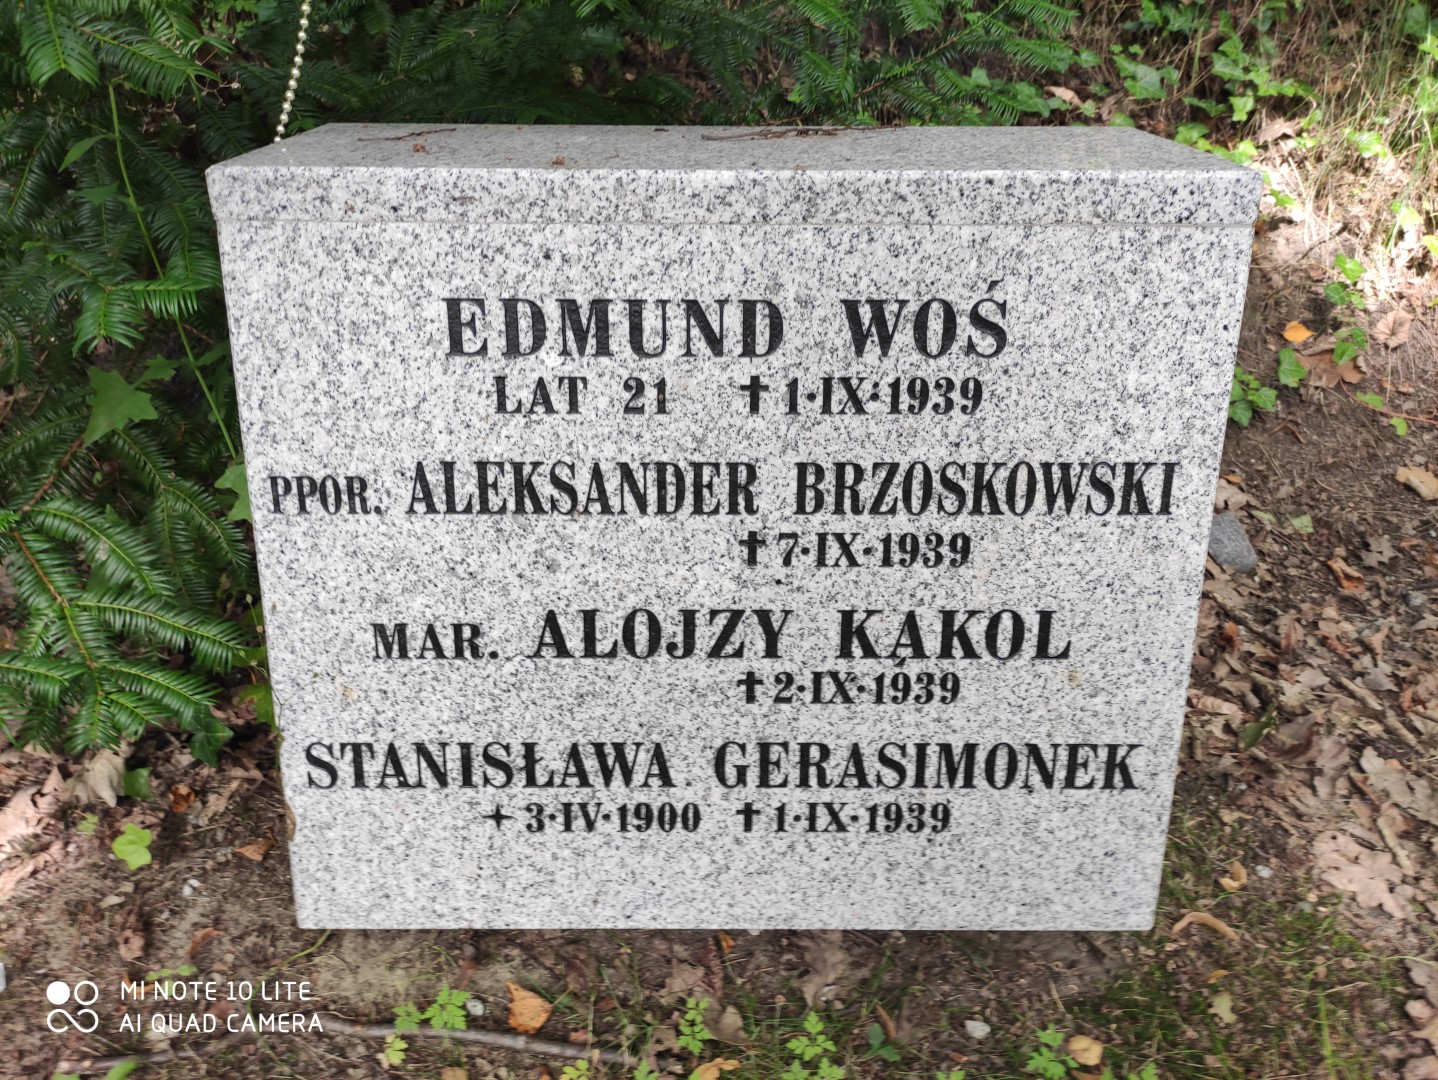 EDMUND WOŚ
LAT 21 ✝ 1·IX·1939
PPOR. ALEKSANDER BRZOSKOWSKI
✝ 7·IX·1939
MAR. ALOJZY KĄKOL
✝ 2·IX·1939
STANISŁAWA GERASIMONEK
✦ 3·IV·1900 ✝ 1·IX·1939
MI NOTE 10 LITE
AI QUAD CAMERA